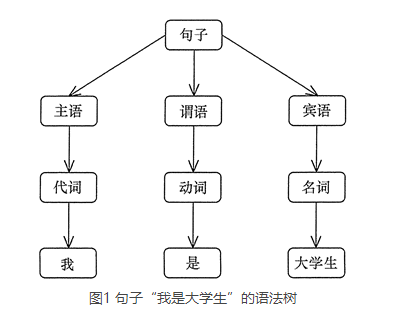 句子
主语 谓语 宾语
代词 动词 名词
我 是 大学生
图1 句子“我是大学生”的语法树